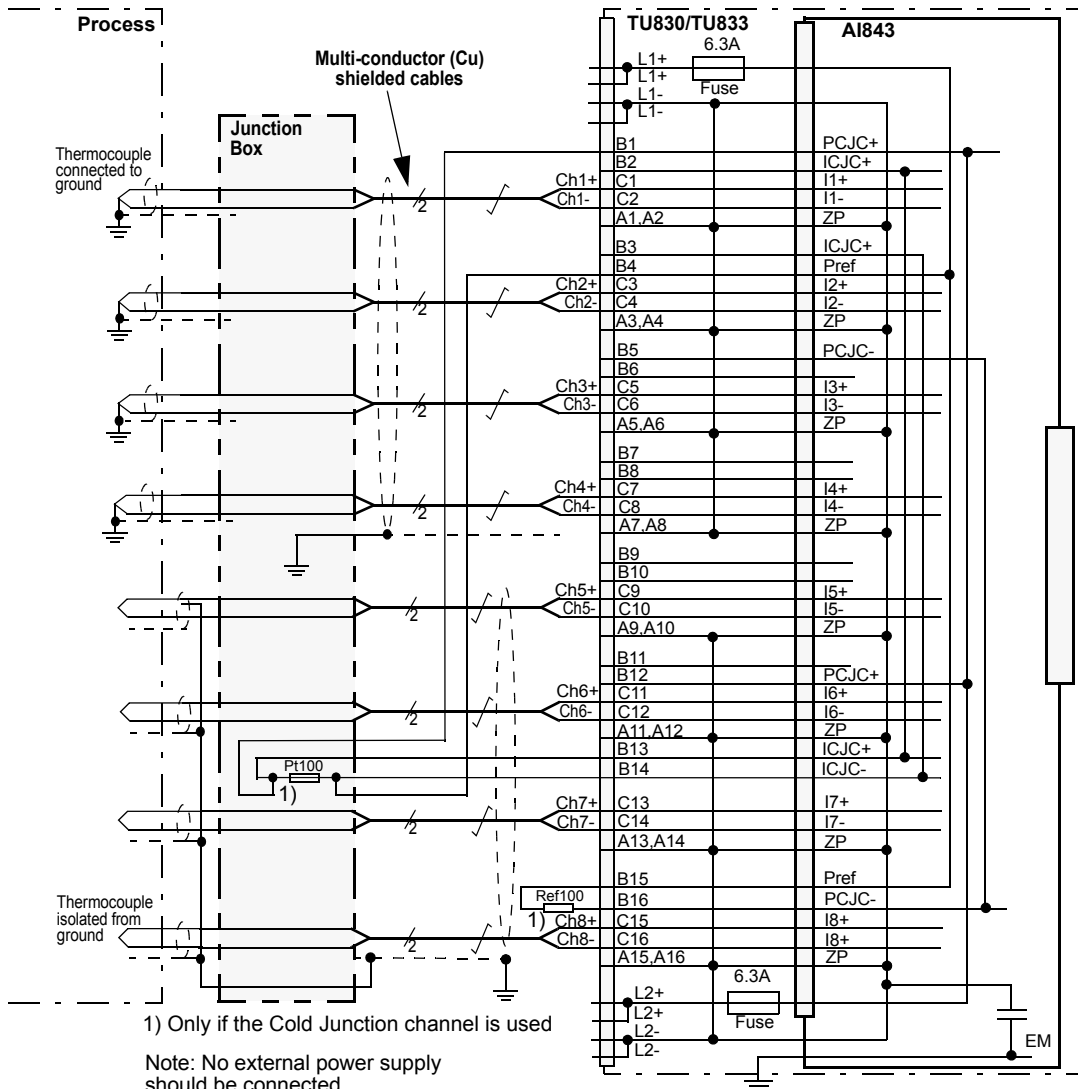 Process
TU830/TU833
AI843
6.3A
L1+
L1+
Fuse
L1-
L1-
Multi-conductor (Cu)
shielded cables
Junction
Box
Thermocouple
connected to
ground
B1 PCJC+
B2 ICJC+
Ch1+ C1 I1+
Ch1- C2 I1-
2
A1,A2 ZP
B3 ICJC+
B4 Pref
Ch2+ C3 I2+
Ch2- C4 I2-
2
A3,A4 ZP
B5 PCJC-
B6
Ch3+ C5 I3+
Ch3- C6 I3-
2
A5,A6 ZP
B7
B8
Ch4+ C7 I4+
Ch4- C8 I4-
2
A7,A8 ZP
B9
B10
Ch5+ C9 I5+
Ch5- C10 I5-
2
A9,A10 ZP
B11
B12 PCJC+
Ch6+ C11 I6+
Ch6- C12 I6-
2
A11,A12 ZP
B13 ICJC+
Pt100
B14 ICJC-
1)
Ch7+ C13 I7+
Ch7- C14 I7-
2
A13,A14 ZP
B15 Pref
Ref100
B16 PCJC-
1)
Thermocouple
isolated from
ground
Ch8+ C15 I8+
Ch8- C16 I8+
2
A15,A16 ZP
6.3A
L2+
L2+
Fuse
L2-
L2-
EM
1) Only if the Cold Junction channel is used
Note: No external power supply
should be connected